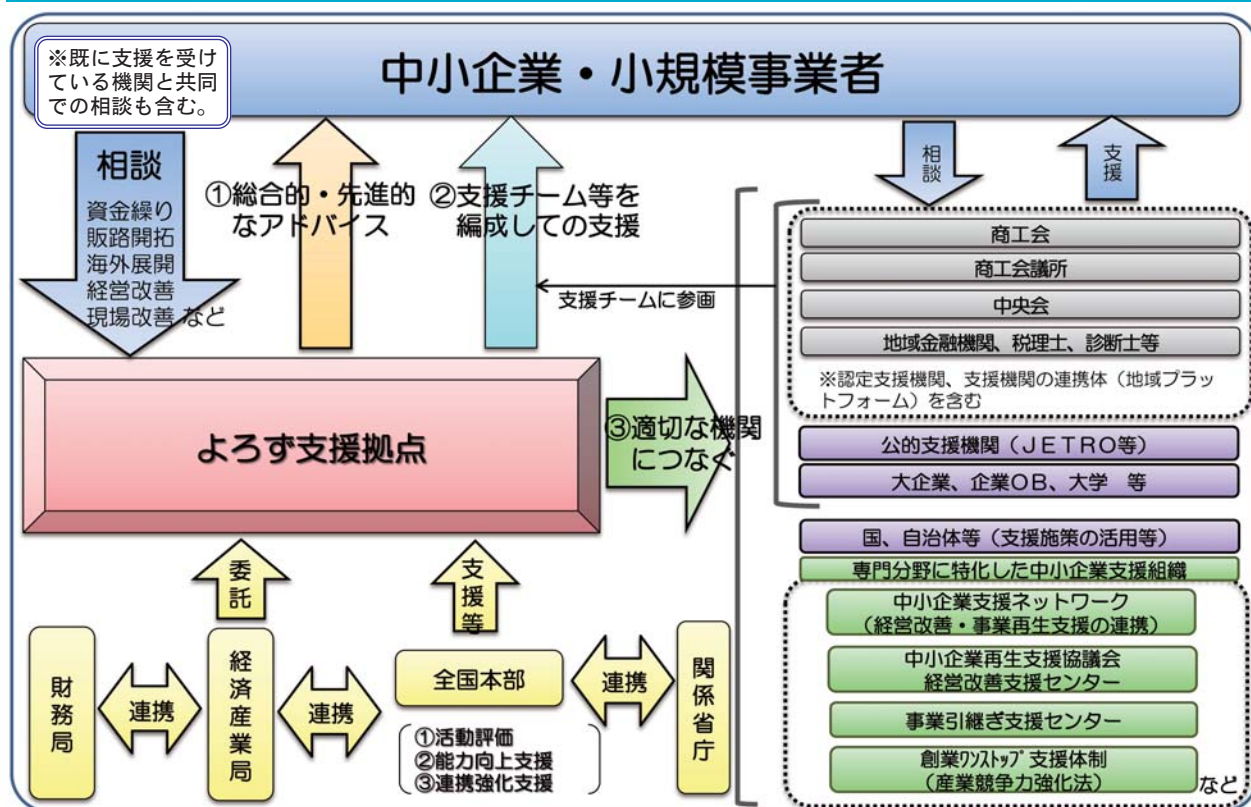 ※既に支援を受け
ている機関と共同
での相談も含む。
中小企業・小規模事業者
相談
資金繰り
販路開拓
海外展開
経営改善
現場改善 など
①総合的・先進的
なアドバイス
②支援チーム等を
編成しての支援
支援チームに参画
相談
支援
商工会
商工会議所
中央会
地域金融機関、税理士、診断士等
※認定支援機関、支援機関の連携体（地域プラッ
トフォーム）を含む
よろず支援拠点
③適切な機関
につなぐ
公的支援機関（ＪＥＴＲＯ等）
大企業、企業ＯＢ、大学　等
国、自治体等（支援施策の活用等）
専門分野に特化した中小企業支援組織
中小企業支援ネットワーク
（経営改善・事業再生支援の連携）
中小企業再生支援協議会
経営改善支援センター
事業引継ぎ支援センター
創業ﾜﾝｽﾄｯﾌﾟ支援体制
（産業競争力強化法）
など
委託
支援等
財務局
連携
経済産業局
連携
全国本部
連携
関係省庁
①活動評価
②能力向上支援
③連携強化支援